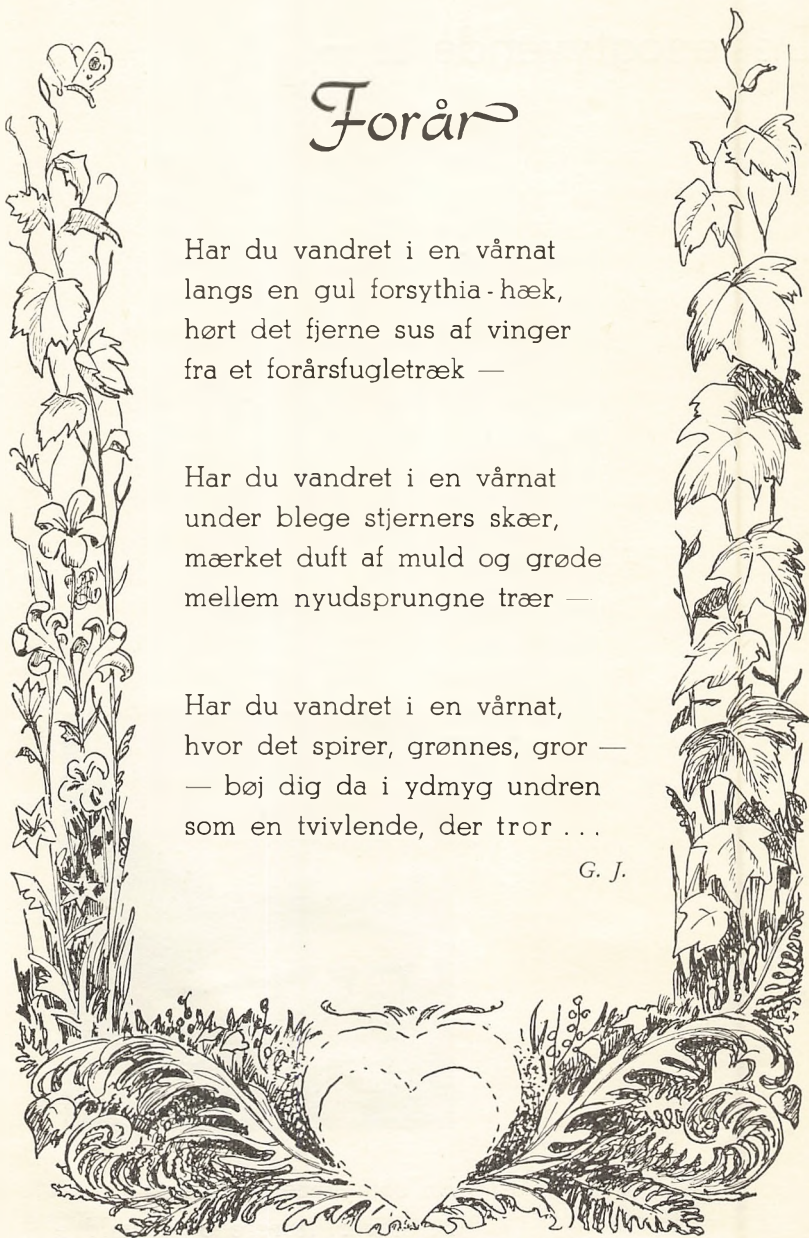 Forår
Har du vandret i en vårnat
langs en gul forsythia-hæk,
hørt det fjerne sus af vinger
fra et forårsfugletræk —
Har du vandret i en vårnat
under blege stjerners skær,
mærket duft af muld og grøde
mellem nyudsprungne trær —
Har du vandret i en vårnat,
hvor det spirer, grønnes, gror —
— bøj dig da i ydmyg undren
som en tvivlende, der tror ...
G. J.